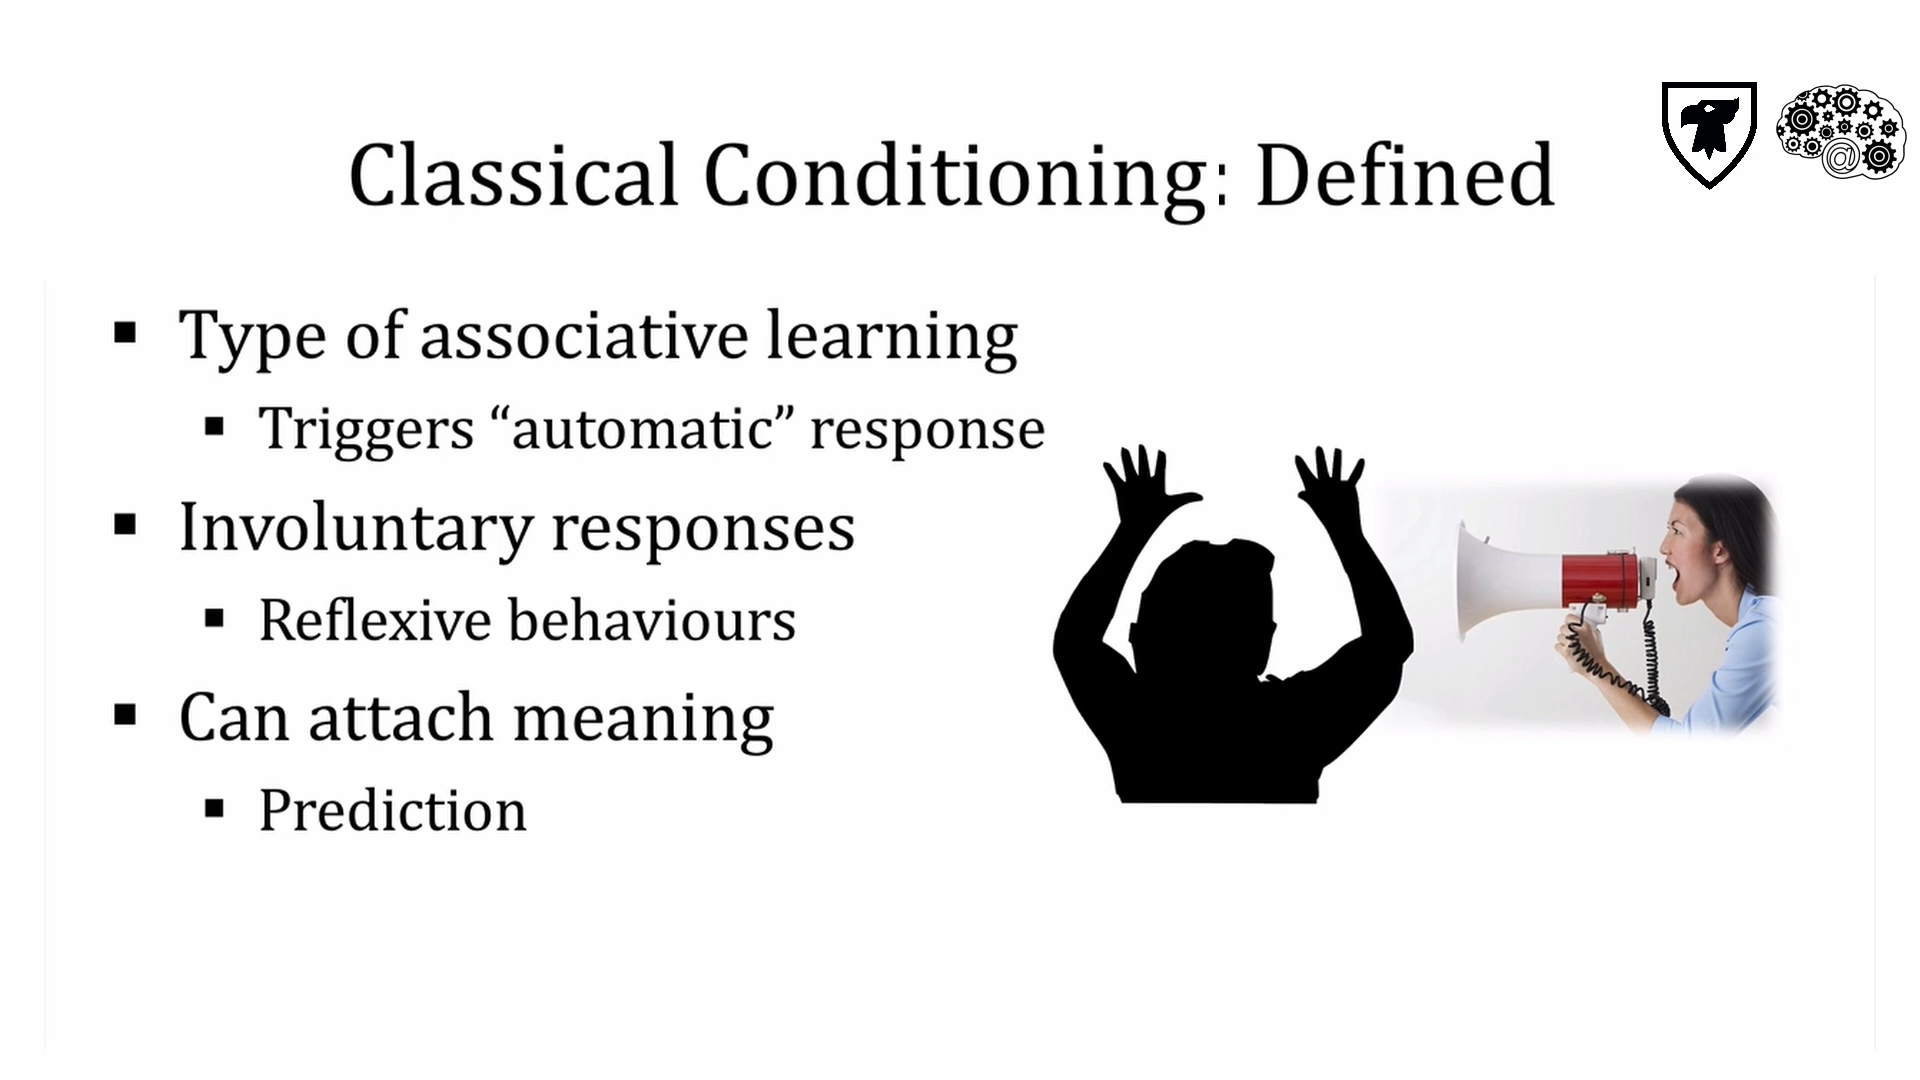 Classical Conditioning: Defined
@
▪ Type of associative learning
▪ Triggers “automatic” response
▪ Involuntary responses
▪ Reflexive behaviours
▪ Can attach meaning
▪ Prediction